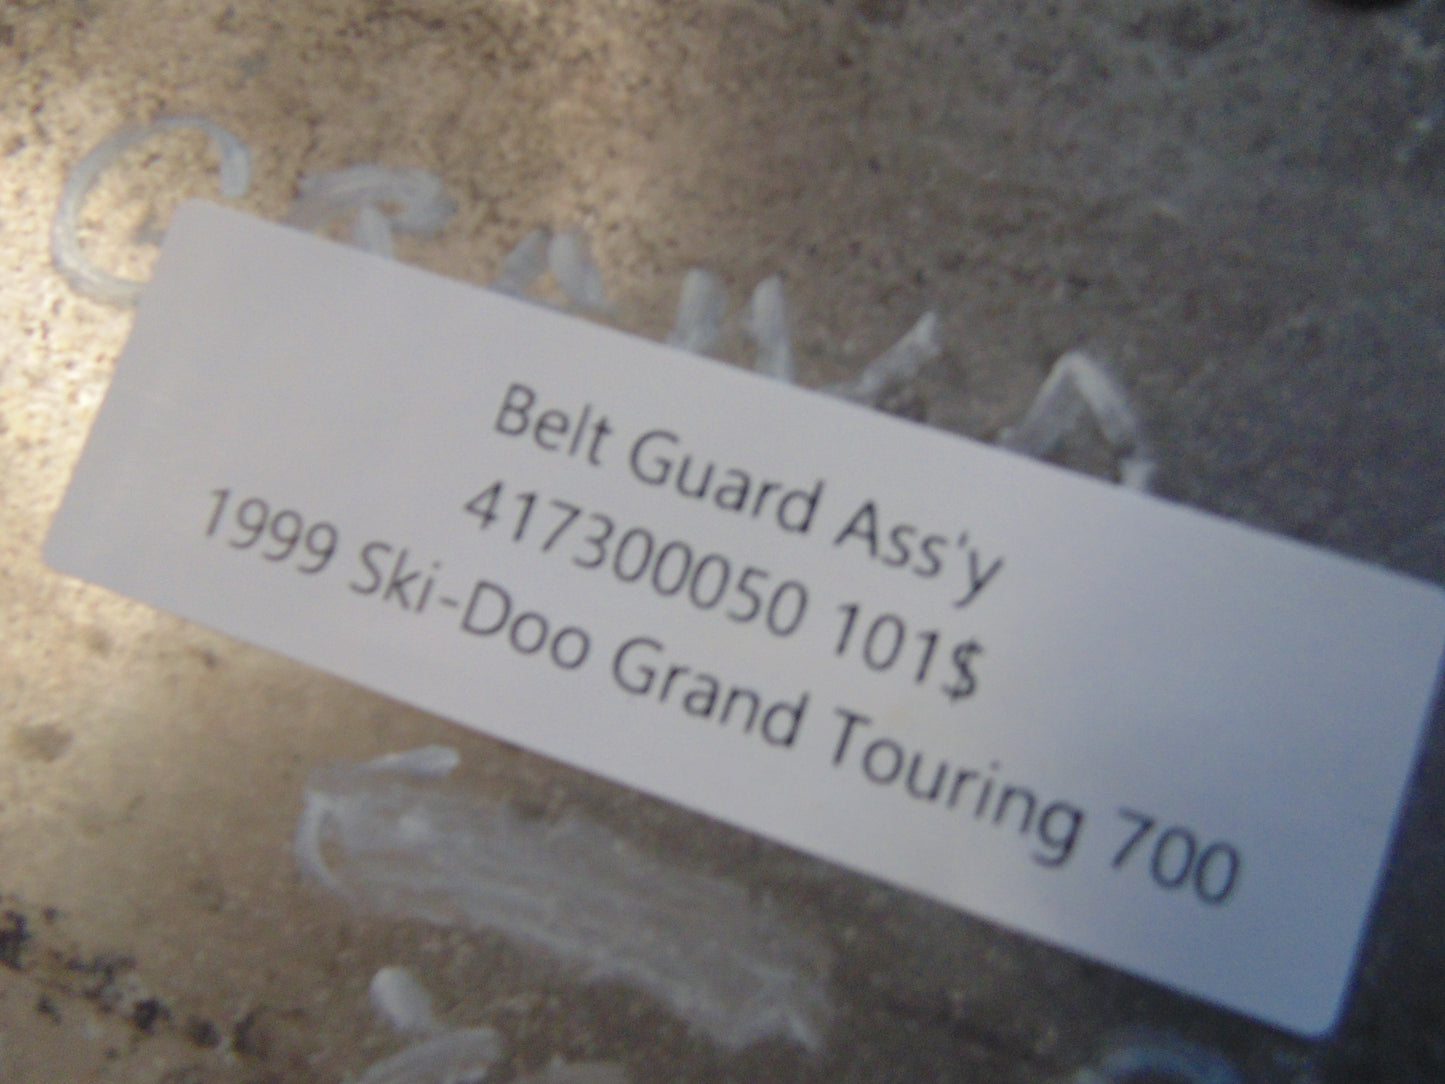 Belt Guard Ass'y
417300050 101$
1999 Ski-Doo Grand Touring 700